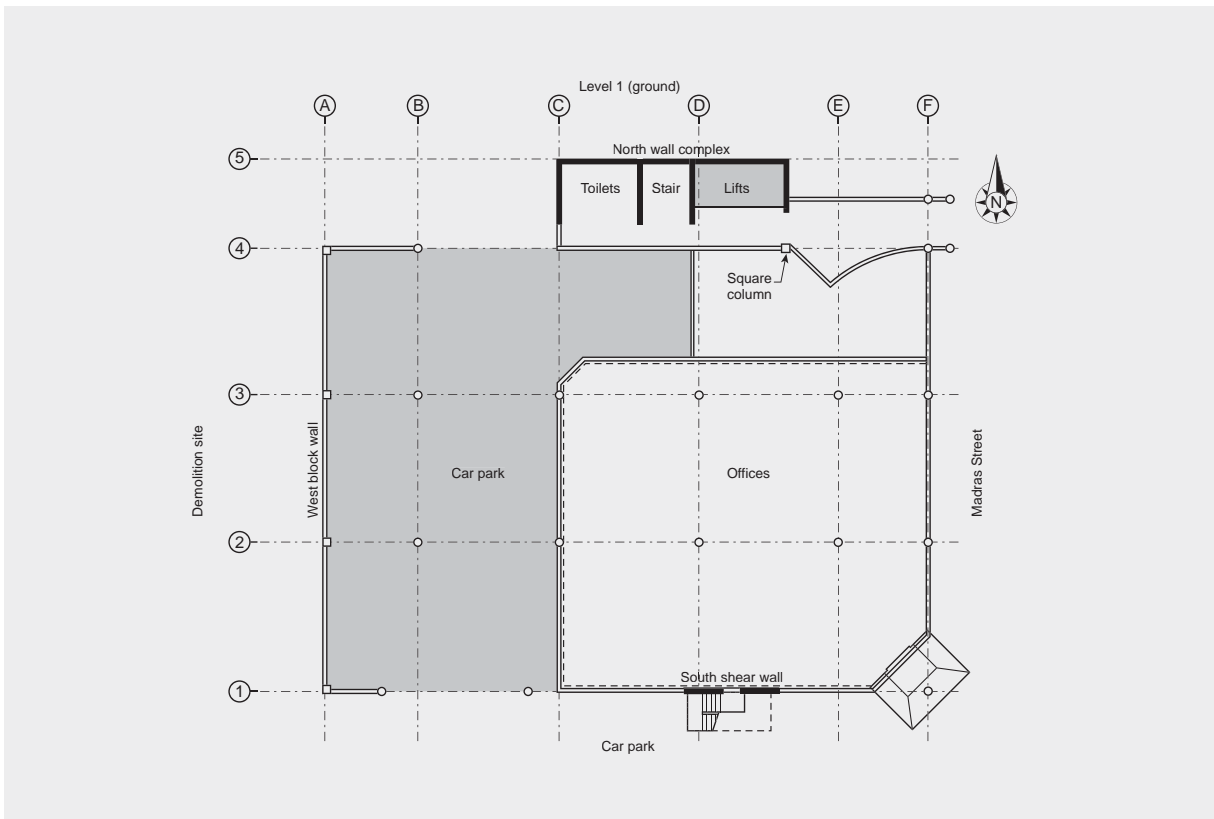 Level 1 (ground)
A B C D E F
5
North wall complex
Toilets Stair Lifts
N
4
Square
column
3
Demolition site
West block wall
Car park
Offices
Madras Street
2
South shear wall
1
Car park